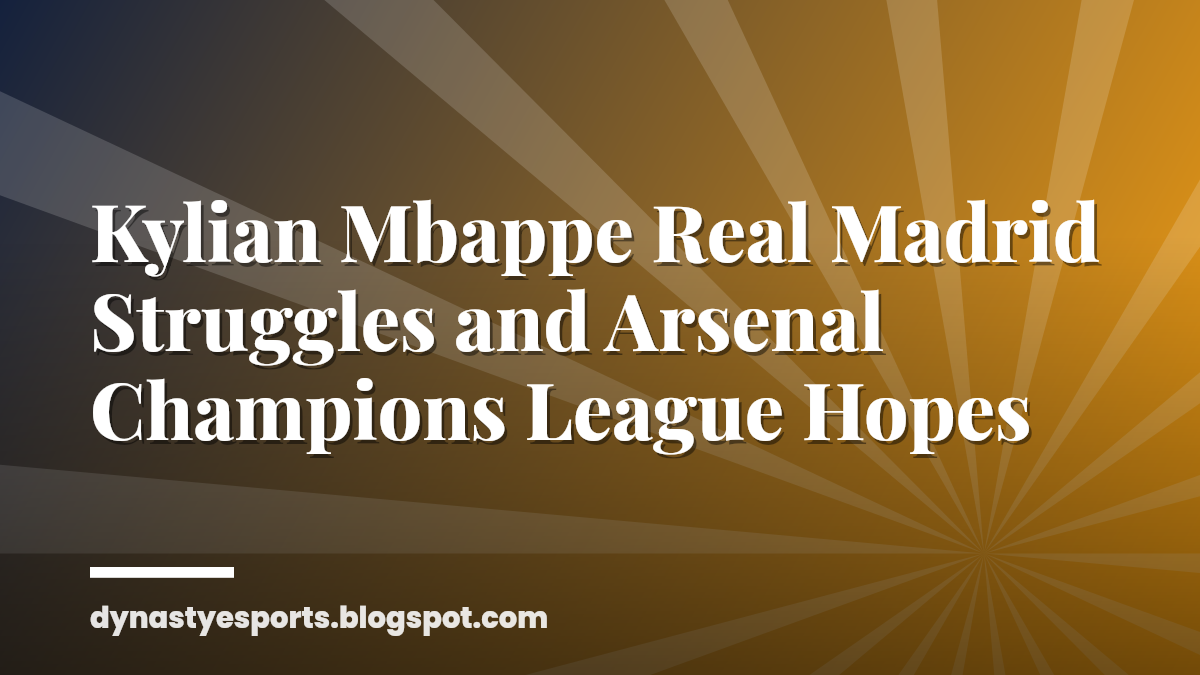 Kylian Mbappe Real Madrid
Struggles and Arsenal
Champions League Hopes
dynastyesports.blogspot.com